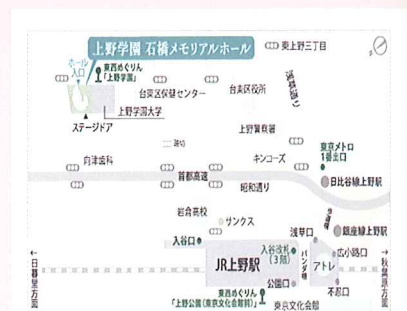 上野学園 石橋メモリアルホール
東上野三丁目
ホール
入口
東西めぐりん
「上野学園」
台東区保健センター
台東区役所
浅草通り
上野学園大学
ステージドア
上野警察署
踏切
東京メトロ
1番出口
向津歯科
キンコーズ
首都高速
日比谷線上野駅
昭和通り
岩倉高校
サンクス
歩道橋
浅草口
銀座線上野駅
入谷口
入谷改札
(3階)
パンダ橋
広小路口
JR上野駅
アトレ
←日暮里方面
→秋葉原方面
公園口
不忍口
東西めぐりん
「上野公園(東京文化会館前)」
東京文化会館